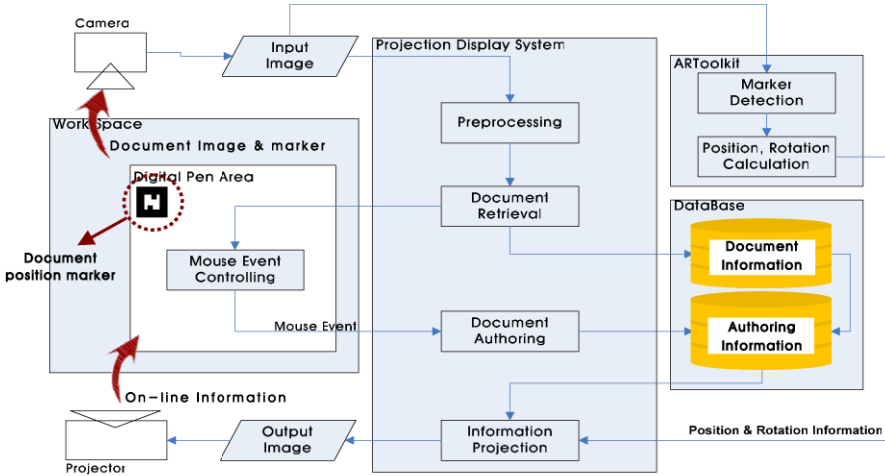 Camera
Input
Image
Projection Display System
ARToolkit
Marker
Detection
Position, Rotation
Calculation
Preprocessing
Work Space
Document Image & marker
Digital Pen Area
Document
position marker
Mouse Event
Controlling
Document
Retrieval
DataBase
Document
Information
Mouse Event
Document
Authoring
Authoring
Information
On-line Information
Projector
Output
Image
Information
Projection
Position & Rotation Information